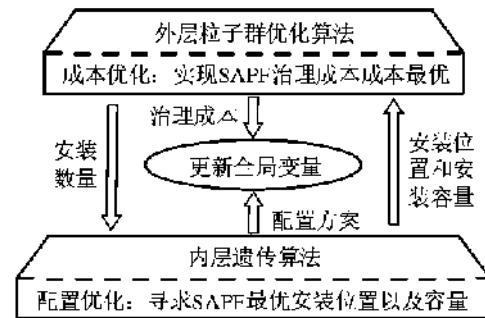 外层粒子群优化算法
成本优化：实现SAPF治理成本成本最优
治理成本
安装
数量
更新全局变量
安装位
置和安
装容量
配置方案
内层遗传算法
配置优化：寻求SAPF最优安装位置以及容量